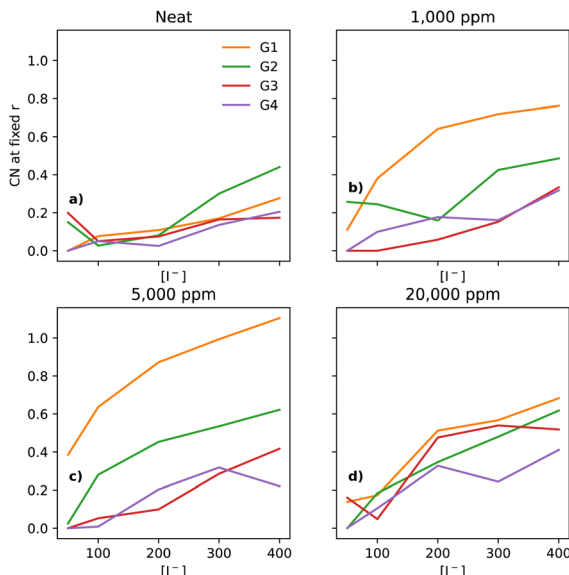 Neat
1,000 ppm
CN at fixed r
1.0
0.8
0.6
0.4
0.2
0.0
G1
G2
G3
G4
a)
b)
[I⁻]
[I⁻]
5,000 ppm
20,000 ppm
1.0
0.8
0.6
0.4
0.2
0.0
c)
d)
100 200 300 400
100 200 300 400
[I⁻]
[I⁻]